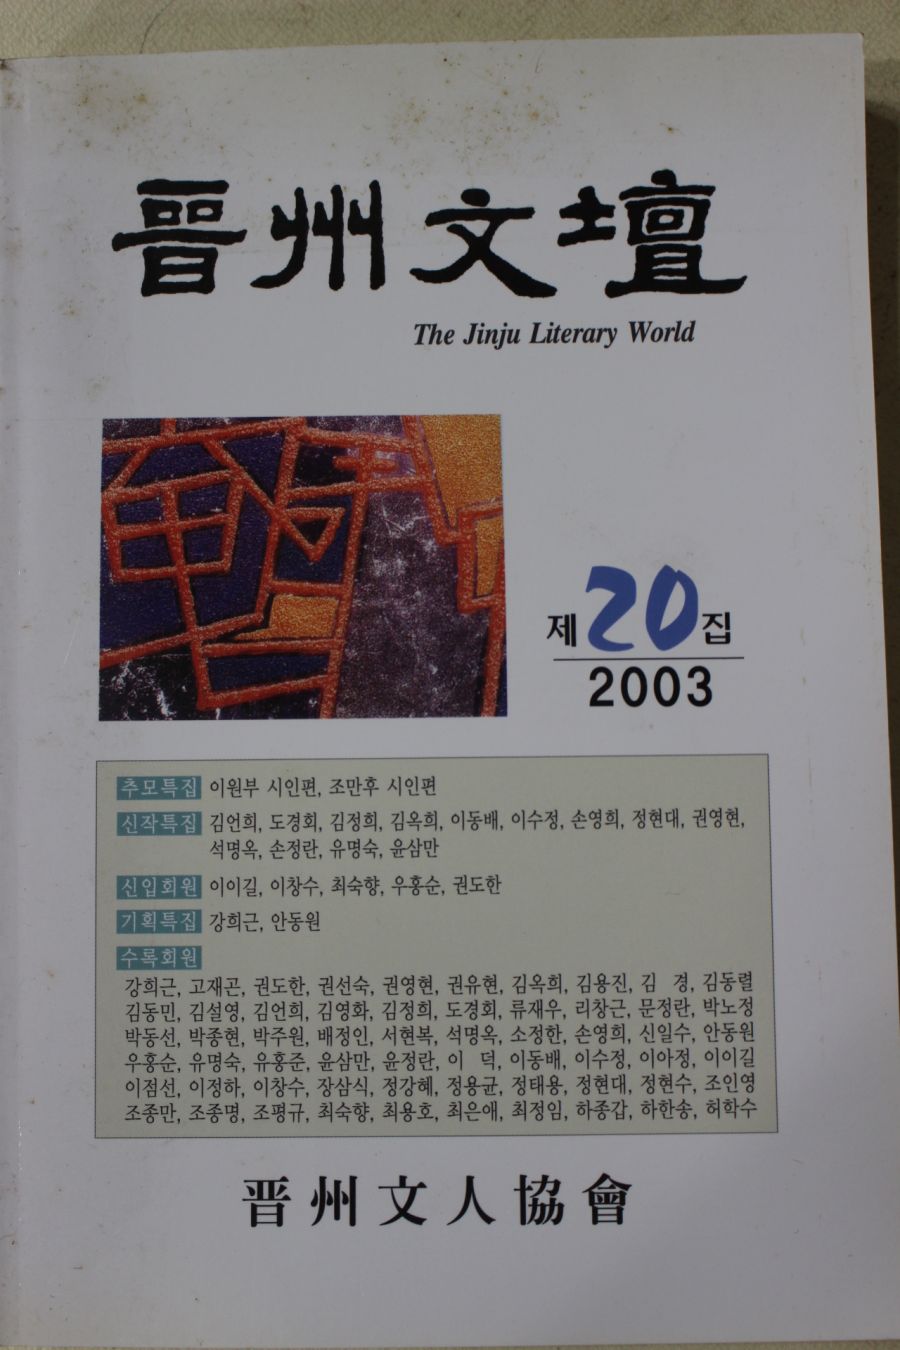 晋州文壇
The Jinju Literary World
제20집
2003
추모특집 이원부 시인편, 조만후 시인편
신작특집 김언희, 도경회, 김정희, 김옥희, 이동배, 이수정, 손영희, 정현대, 권영현,
석명옥, 손정란, 유명숙, 윤삼만
신입회원 이이길, 이창수, 최숙향, 우홍순, 권도한
기획특집 강희근, 안동원
수록회원
강희근, 고재곤, 권도한, 권선숙, 권영현, 권유현, 김옥희, 김용진, 김 경, 김동렬
김동민, 김설영, 김언희, 김영화, 김정희, 도경회, 류재우, 리창근, 문정란, 박노정
박동선, 박종현, 박주원, 배정인, 서현복, 석명옥, 소정한, 손영희, 신일수, 안동원
우홍순, 유명숙, 유홍준, 윤삼만, 윤정란, 이 덕, 이동배, 이수정, 이아정, 이이길
이점선, 이정하, 이창수, 장삼식, 정강혜, 정용균, 정태용, 정현대, 정현수, 조인영
조종만, 조종명, 조평규, 최숙향, 최용호, 최은애, 최정임, 하종갑, 하한송, 허학수
晋州文人協會